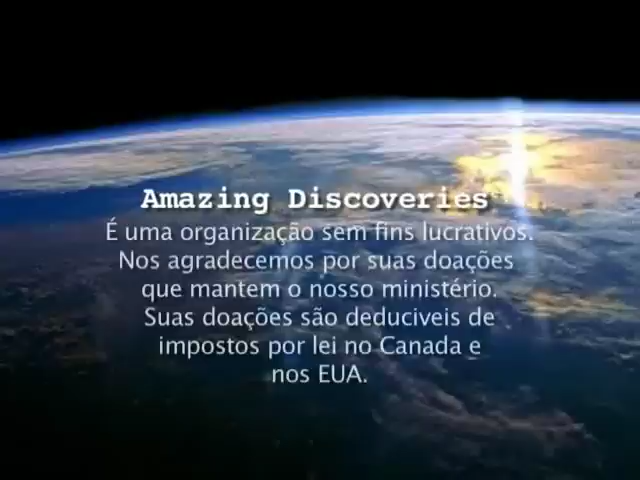 Amazing Discoveries
É uma organização sem fins lucrativos.
Nos agradecemos por suas doações
que mantem o nosso ministério.
Suas doações são deduciveis de
impostos por lei no Canada e
nos EUA.